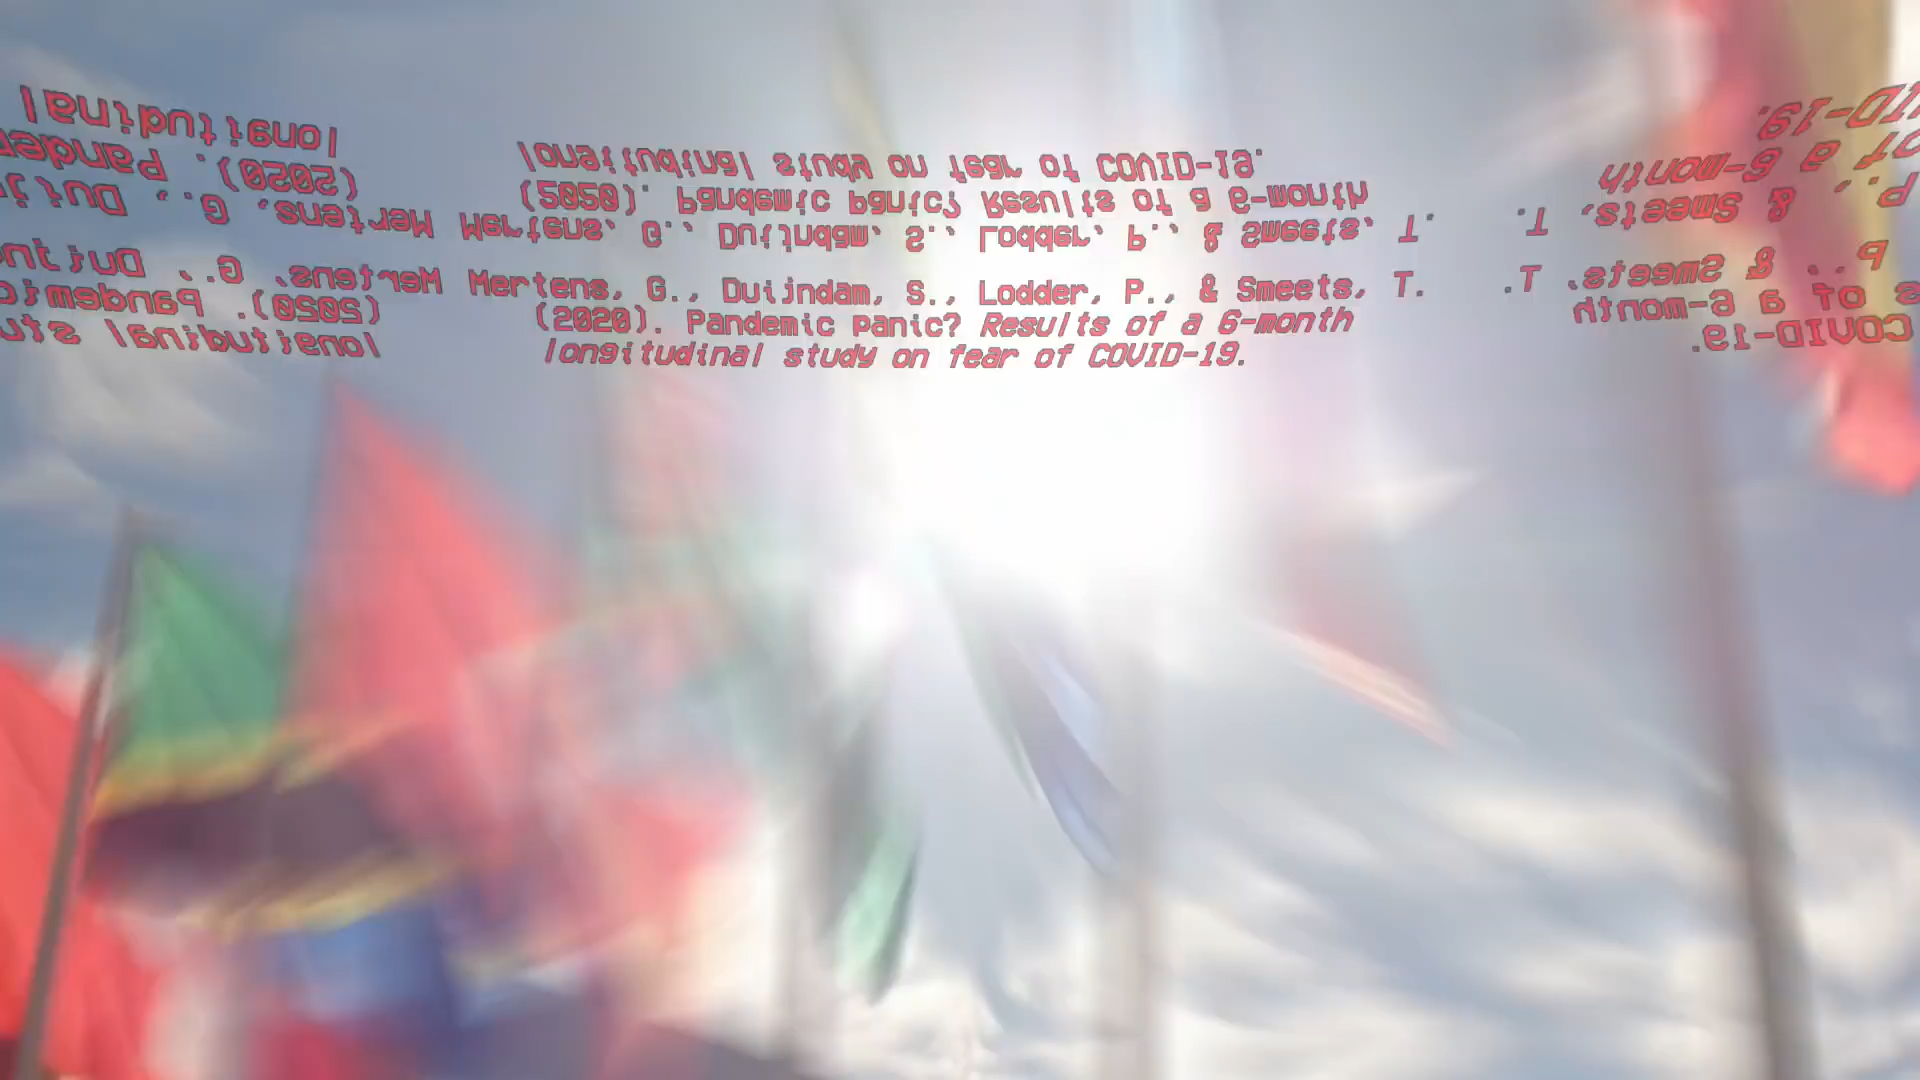 Mertens, G., Duijndam, S., Lodder, P., & Smeets, T.
(2020). Pandemic panic? Results of a 6-month
longitudinal study on fear of COVID-19.